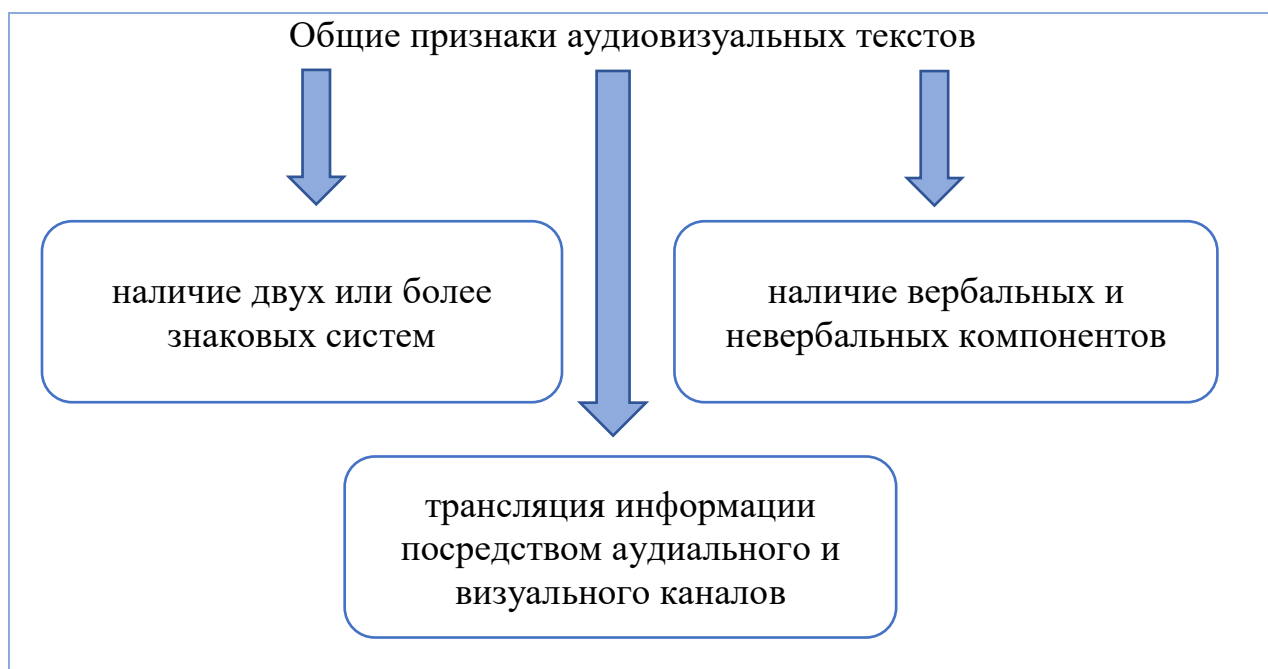 Общие признаки аудиовизуальных текстов
наличие двух или более
знаковых систем
наличие вербальных и
невербальных компонентов
трансляция информации
посредством аудиального и
визуального каналов